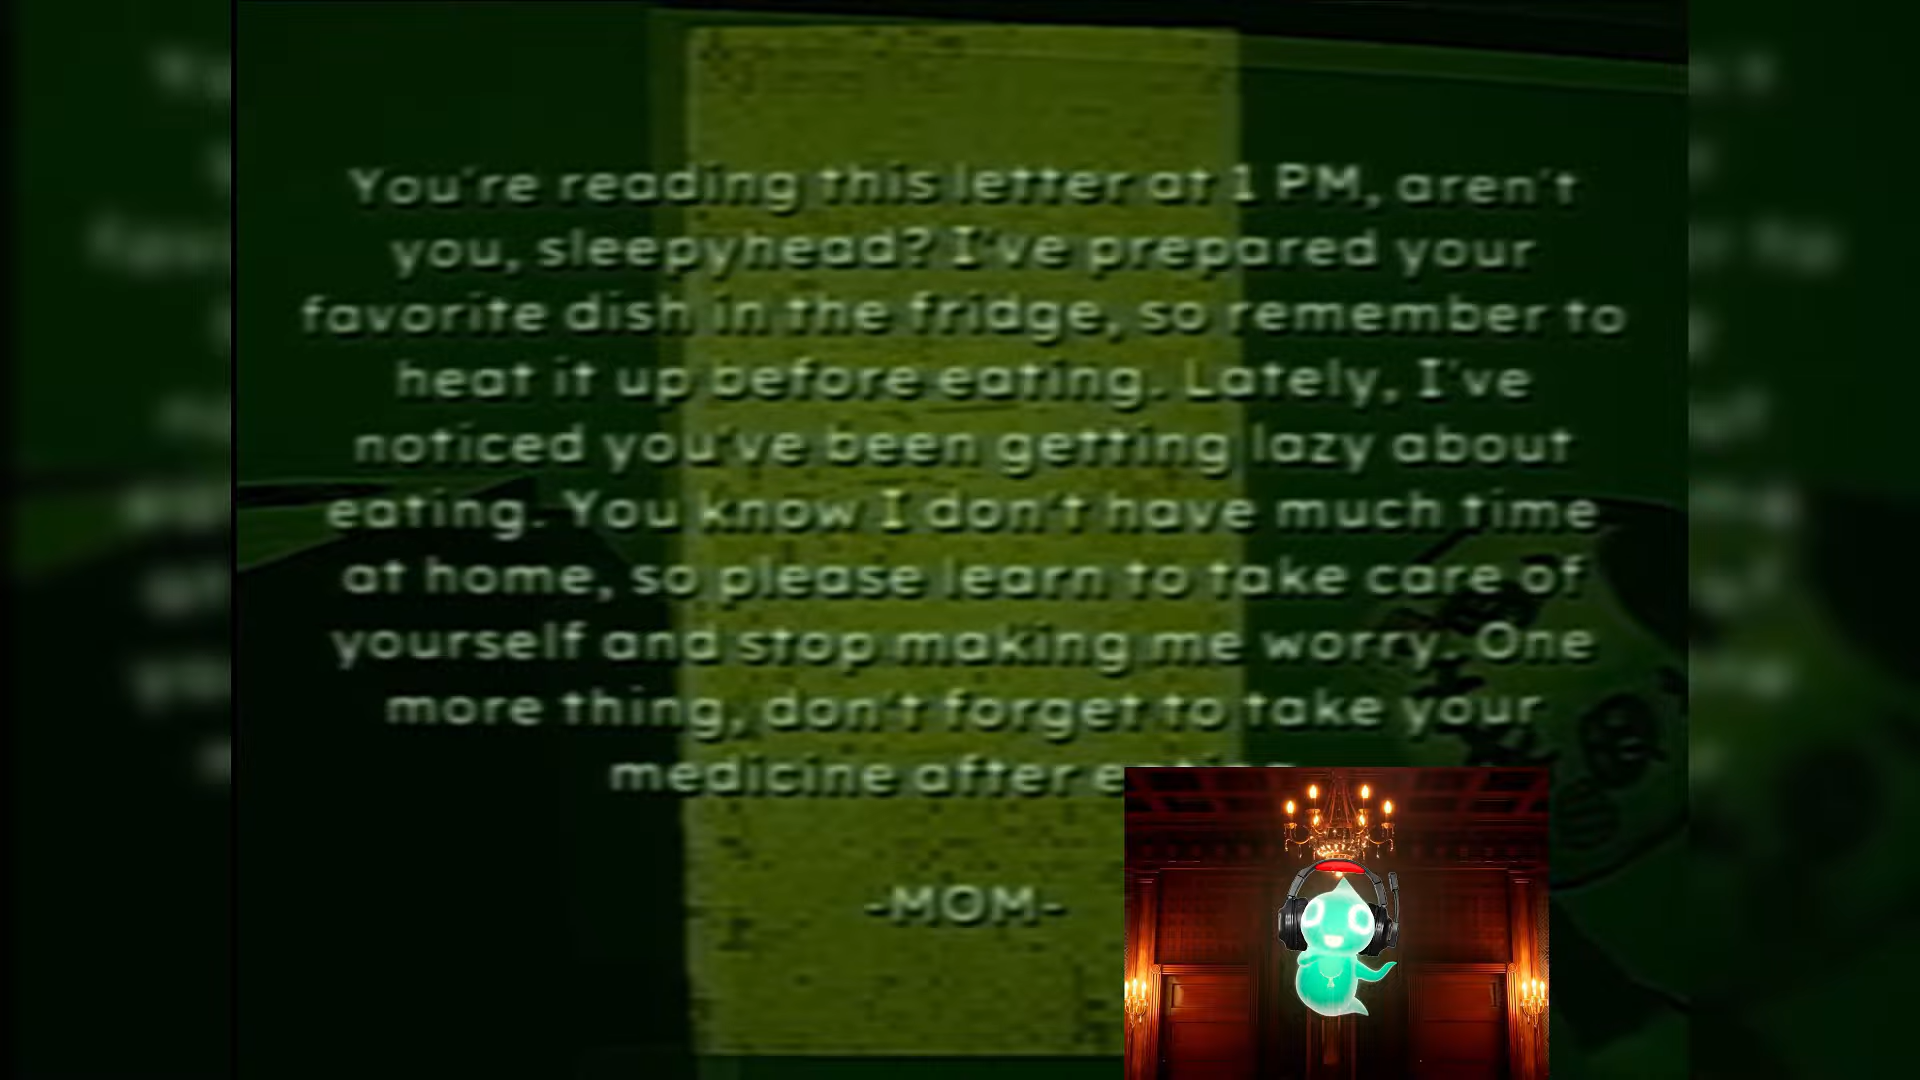 You're reading this letter at 1 PM, aren't
you, sleepyhead? I've prepared your
favorite dish in the fridge, so remember to
heat it up before eating. Lately, I've
noticed you've been getting lazy about
eating. You know I don't have much time
at home, so please learn to take care of
yourself and stop making me worry. One
more thing, don't forget to take your
medicine after
-MOM-